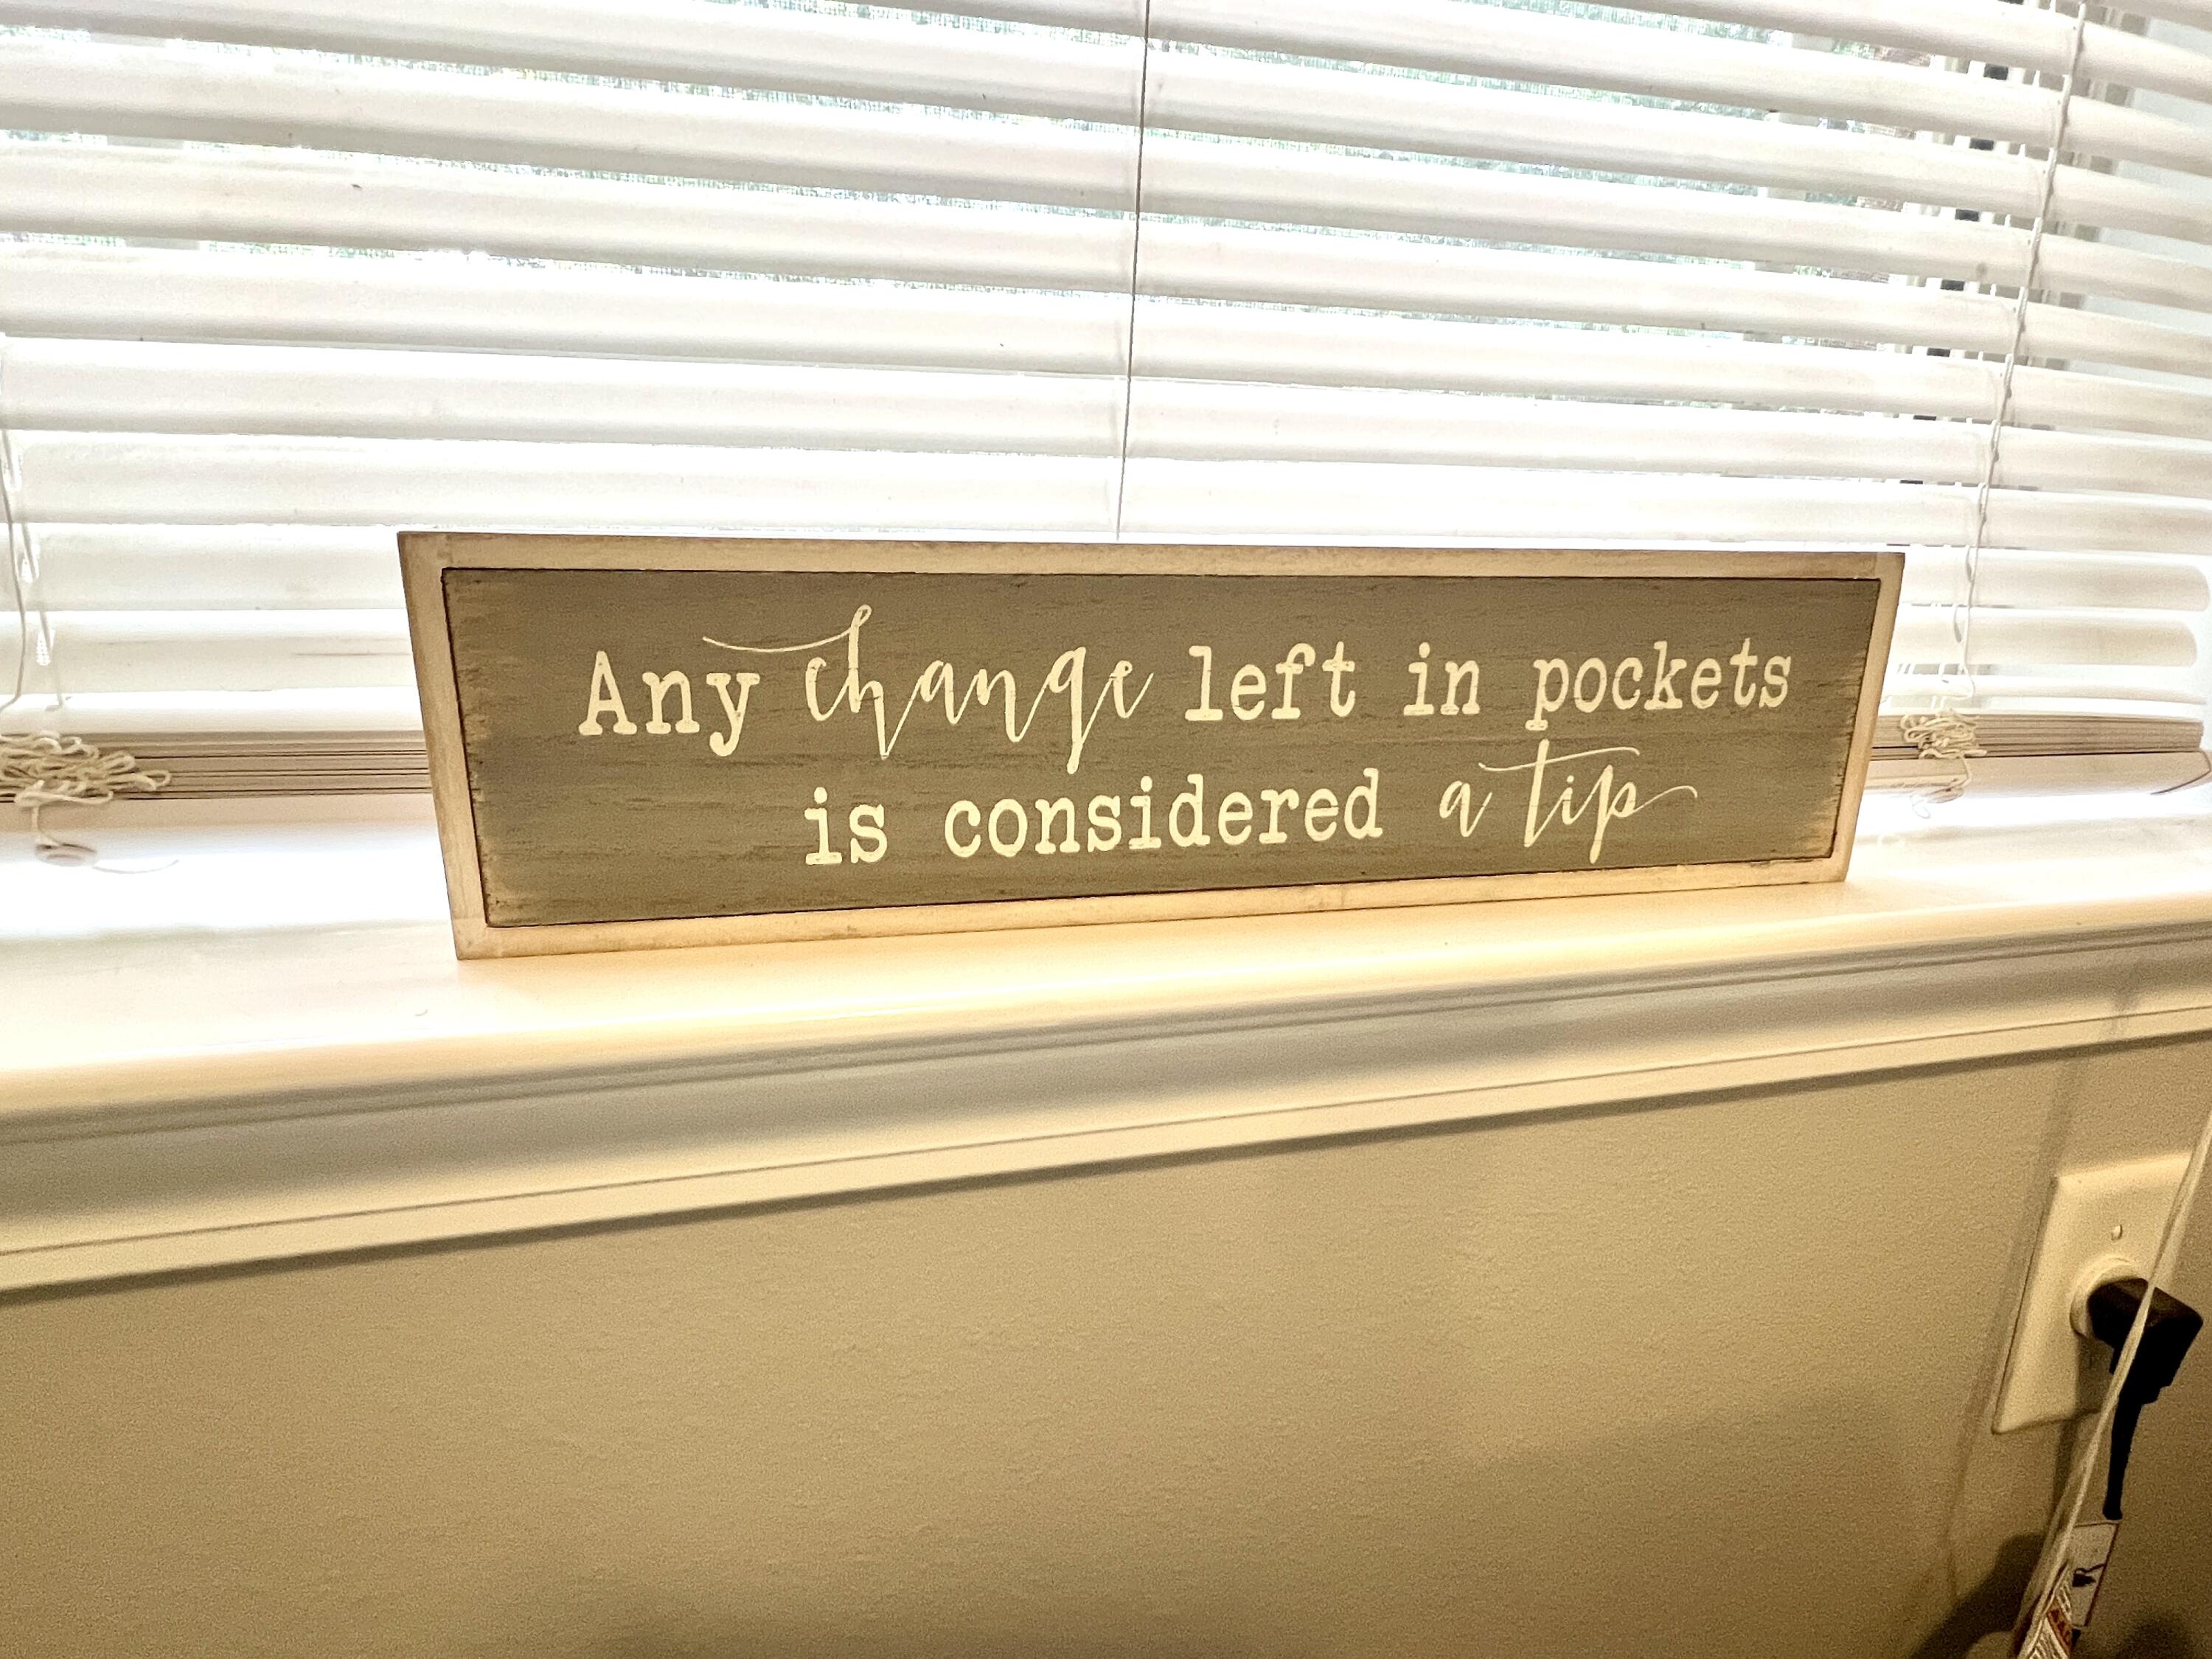 Any change left in pockets
is considered a tip